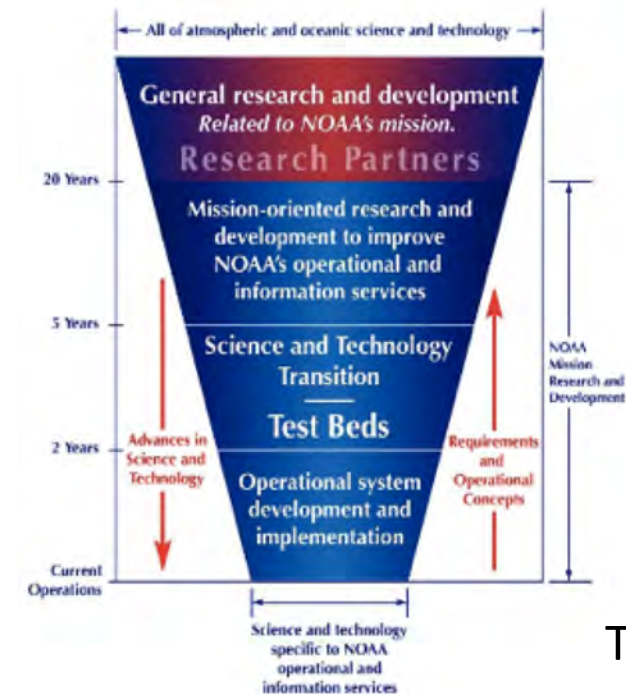 All of atmospheric and oceanic science and technology
General research and development
Related to NOAA's mission.
Research Partners
20 Years
Mission-oriented research and
development to improve
NOAA's operational and
information services
5 Years
Science and Technology
Transition
Test Beds
NOAA
Mission
Research and
Development
2 Years
Advances in
Science and
Technology
Requirements
and
Operational
Concepts
Operational system
development and
implementation
Current
Operations
Science and technology
specific to NOAA
operational and
information services
T